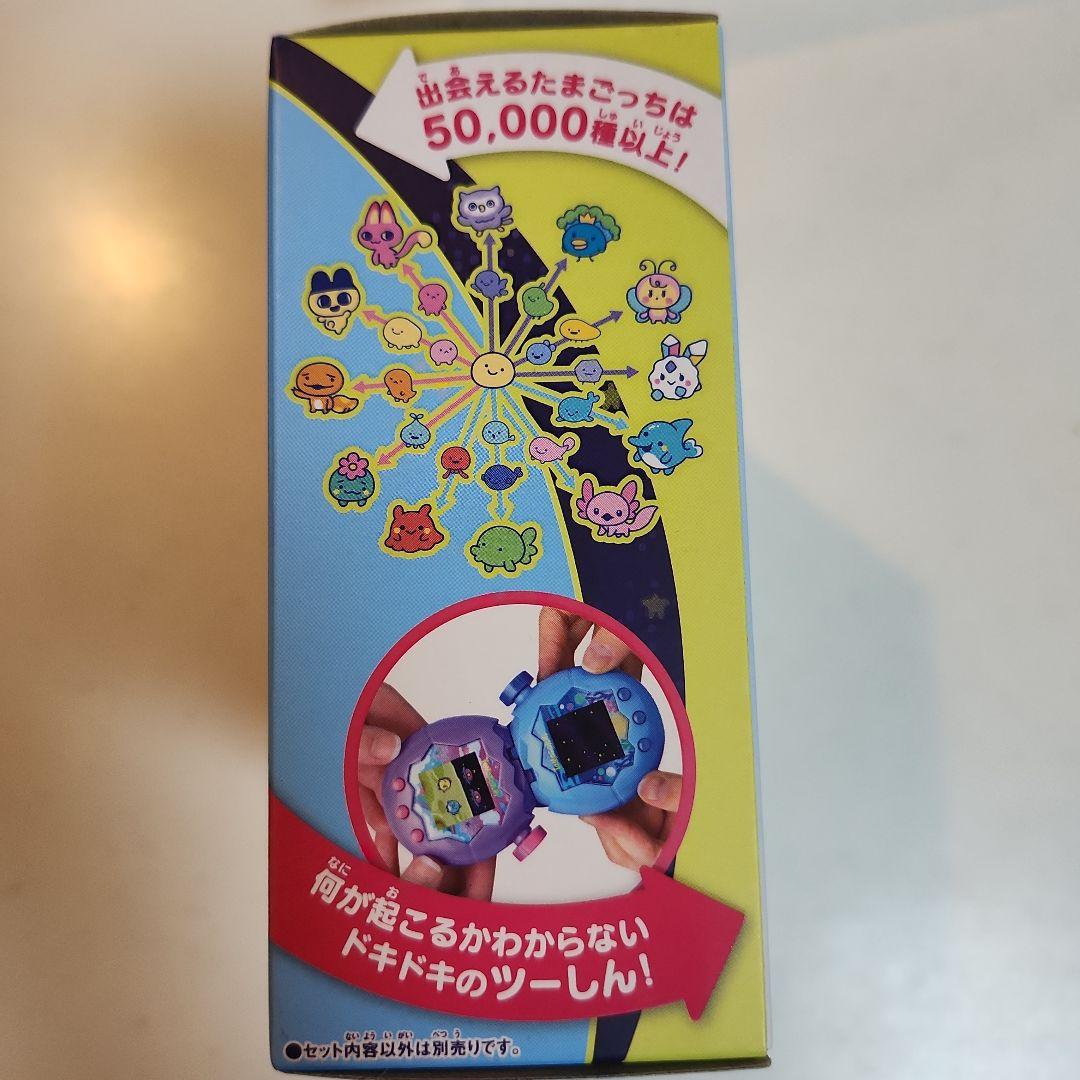 出会えるたまごっちは
50,000種以上!
何が起こるかわからない
ドキドキのツーしん!
●セット内容以外は別売りです。